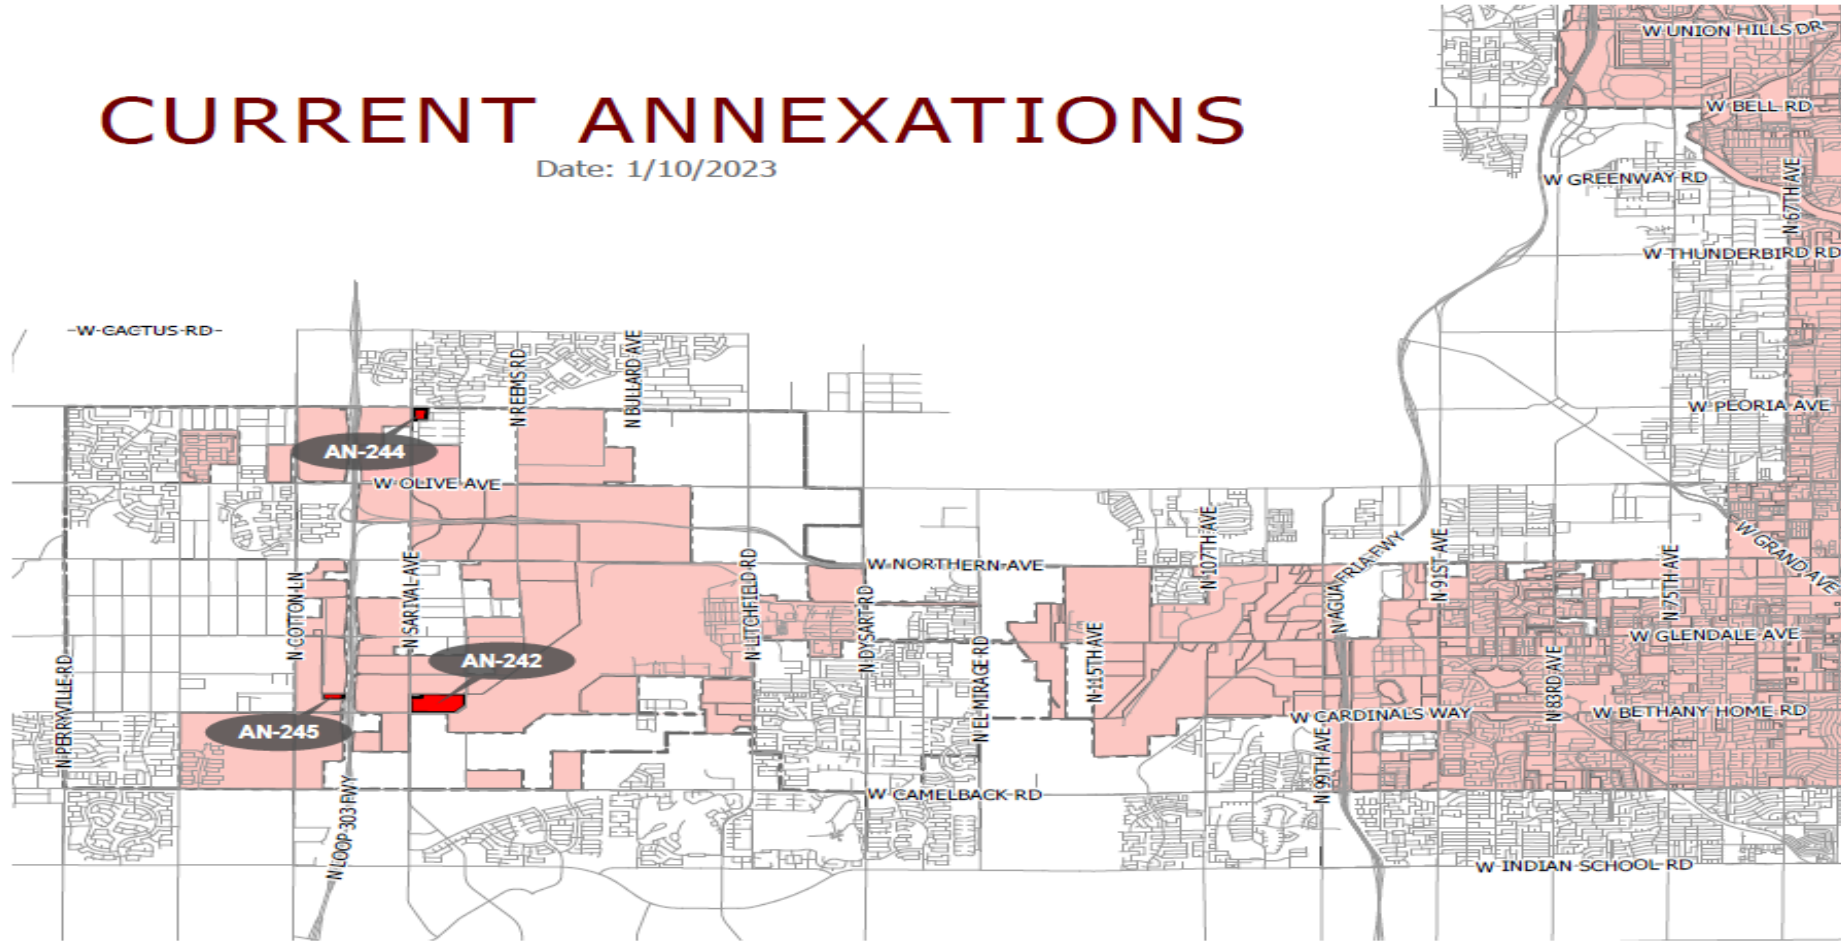 W UNION HILLS DR
CURRENT ANNEXATIONS
W BELL RD
Date: 1/10/2023
W GREENWAY RD
N 67TH AVE
W THUNDERBIRD RD
W CACTUS RD
N REEMS RD
N BULLARD AVE
W PEORIA AVE
AN-244
W OLIVE AVE
N 107TH AVE
N AGUA FRIA FWY
N 91ST AVE
W GRAND AVE
W NORTHERN AVE
N COTTON LN
N SARIVAL AVE
N LITCHFIELD RD
N DYSART RD
N 75TH AVE
W GLENDALE AVE
AN-242
N PERRYVILLE RD
N EL MIRAGE RD
N 115TH AVE
N 83RD AVE
W CARDINALS WAY
W BETHANY HOME RD
AN-245
N 99TH AVE
W CAMELBACK RD
N LOOP 303 FWY
W INDIAN SCHOOL RD